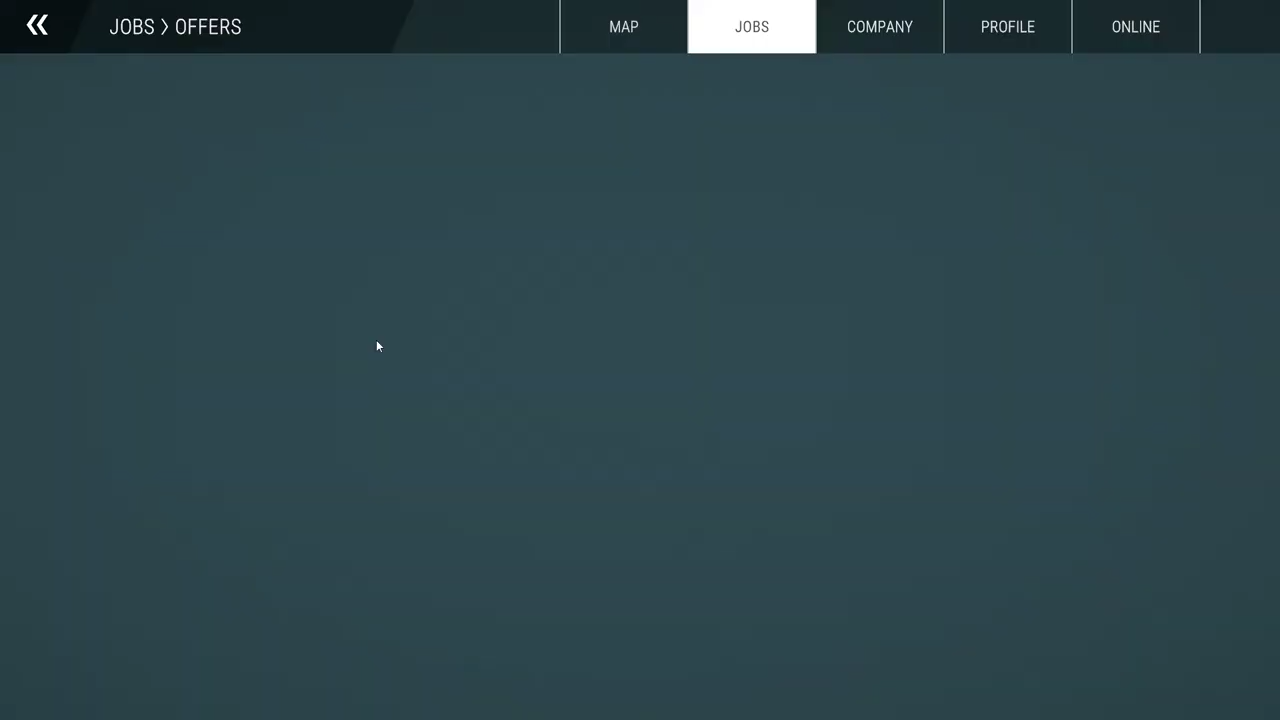 JOBS > OFFERS
MAP
JOBS
COMPANY
PROFILE
ONLINE